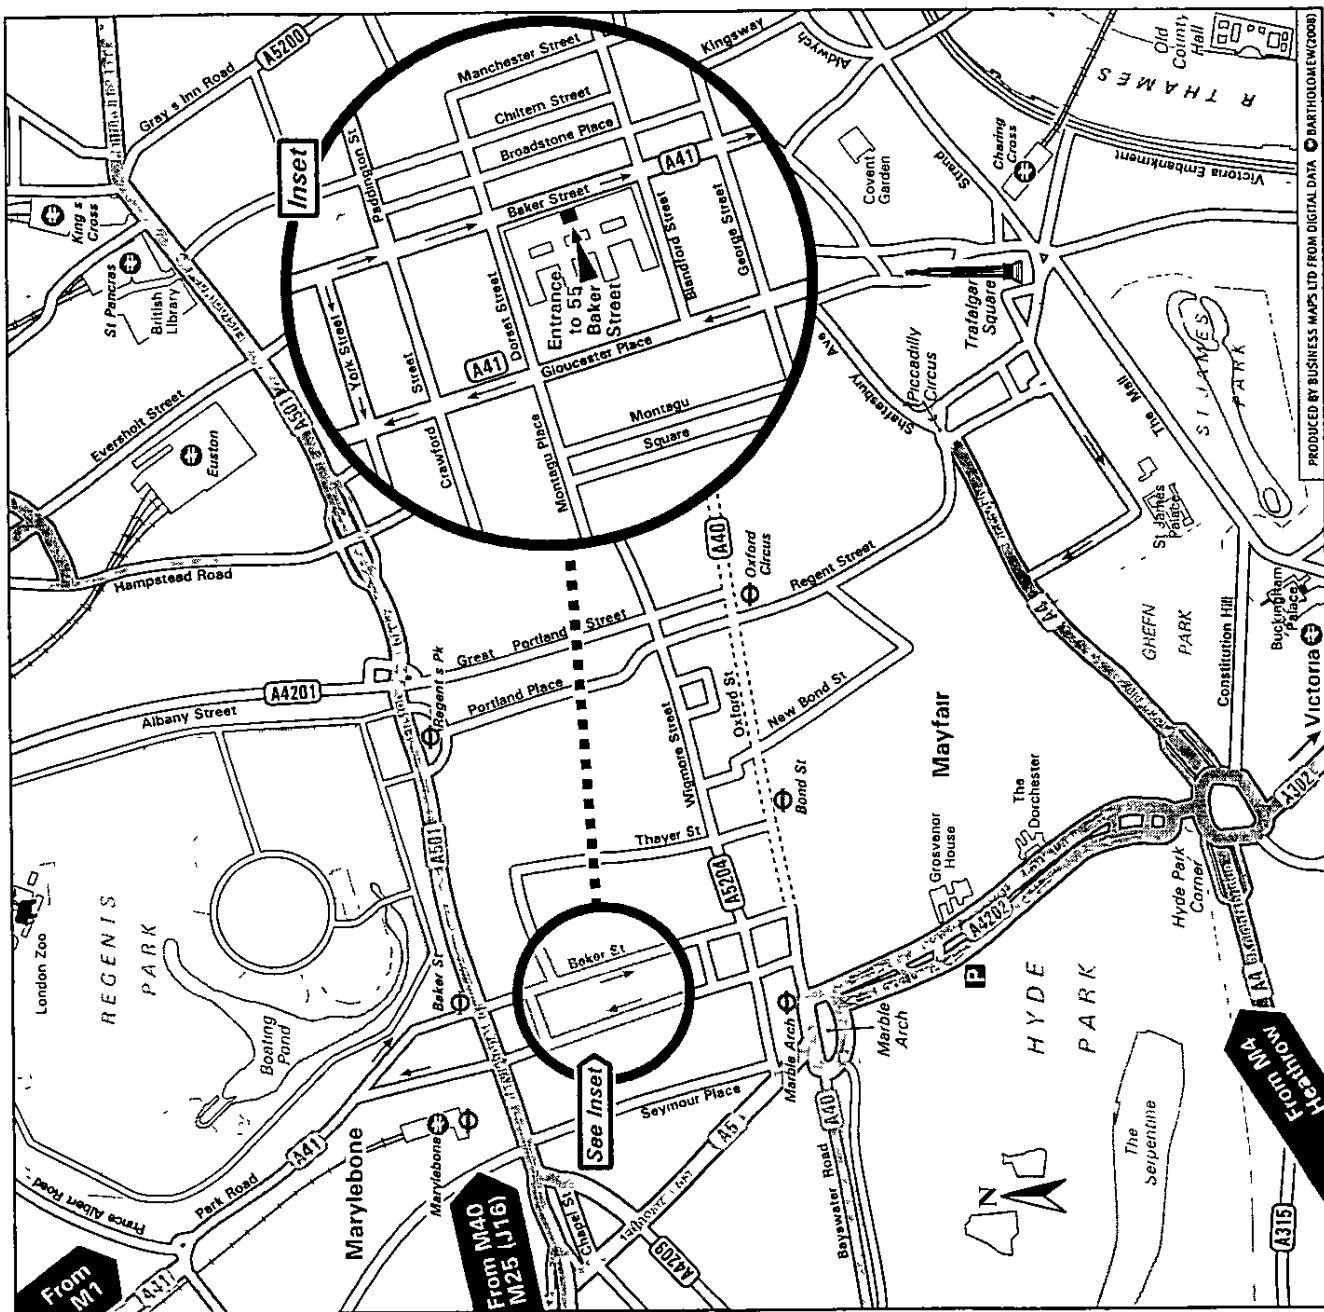 From
M1
Prince Albert Road
Park Road
A41
Marylebone
Marylebone
From M40
M25 (J16)
Chapel St
A4209
A5
Seymour Place
See Inset
London Zoo
REGENIS
PARK
Boating
Pond
Baker St
A501
Baker St
Thayer St
A5204
Wigmore Street
Albany Street
A4201
Regent s Pk
Great Portland Street
Portland Place
Hampstead Road
Eversholt Street
Euston
A501
St Pancras
British
Library
King s
Cross
Gray s Inn Road
A5200
Inset
Paddington St
Manchester Street
Chiltern Street
Broadstone Place
Baker Street
A41
York Street
Crawford
Street
Dorset Street
A41
Entrance
to 55
Baker
Street
Gloucester Place
Blandford Street
George Street
Montagu Place
Montagu
Square
Kingsway
Aldwych
Covent
Garden
Strand
Charing
Cross
Victoria Embankment
R THAMES
Old
County
Hall
Trafalgar
Square
Shaftesbury Ave
Piccadilly
Circus
The Mall
ST JAMES
PARK
St James
Palace
A40
Oxford
Circus
Regent Street
Oxford St
New Bond St
Bond St
Mayfair
A4
GHEFN
PARK
Constitution Hill
Buckingham
Palace
Victoria
A302
The
Dorchester
Grosvenor
House
A4202
Hyde Park
Corner
P
HYDE
PARK
Marble
Arch
Marble Arch
A40
Bayswater Road
N
The
Serpentine
A4
From M4
Heathrow
A315
PRODUCED BY BUSINESS MAPS LTD FROM DIGITAL DATA © BARTHOLOMEW(2008)